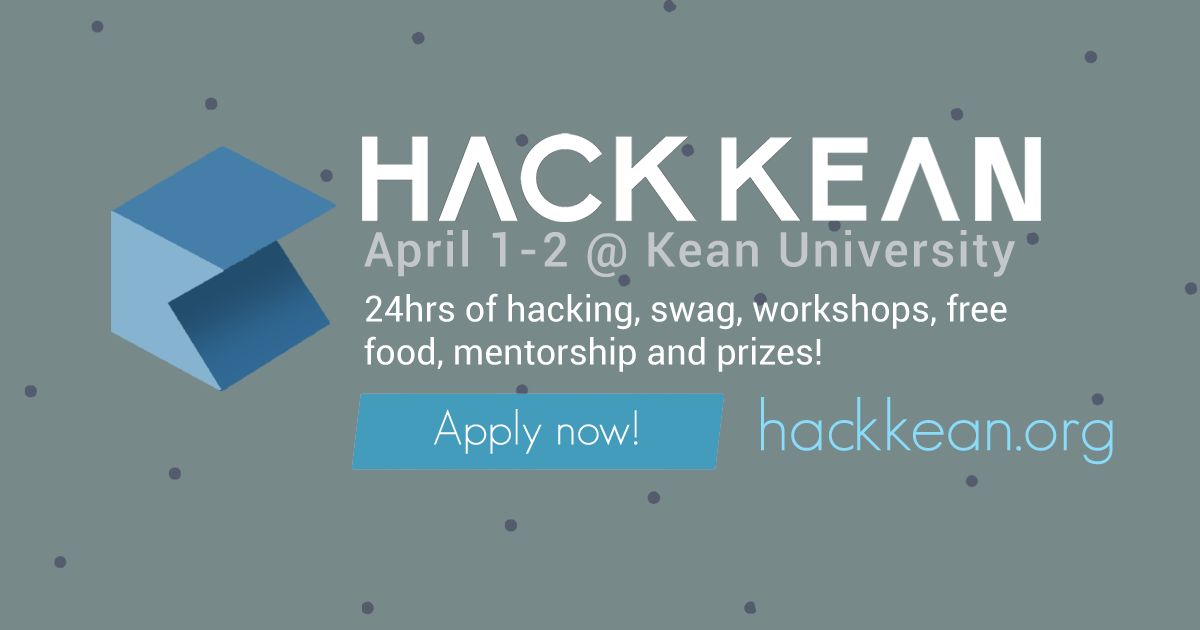 HACK KEAN
April 1-2 @ Kean University
24hrs of hacking, swag, workshops, free
food, mentorship and prizes!
Apply now!
hackkean.org